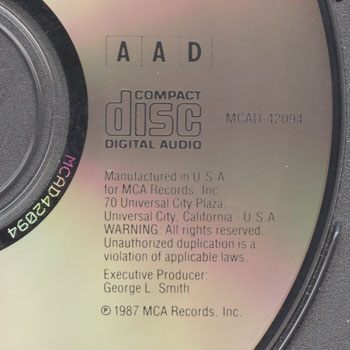 A A D
COMPACT
disc
DIGITAL AUDIO
MCAD-42094
Manufactured in U.S.A.
for MCA Records, Inc.,
70 Universal City Plaza,
Universal City, California - U.S.A.
WARNING: All rights reserved.
Unauthorized duplication is a
violation of applicable laws.
Executive Producer:
George L. Smith
℗ 1987 MCA Records, Inc.
MCAD42094